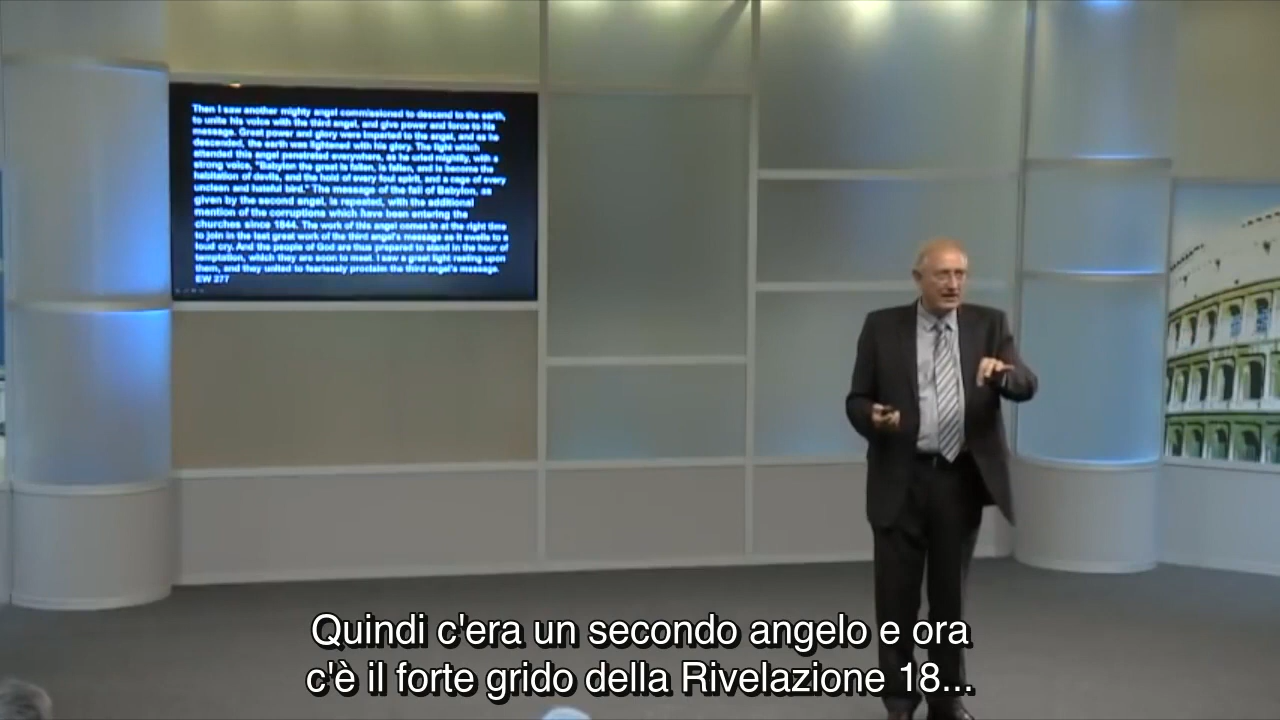 Then I saw another mighty angel commissioned to descend to the earth,
to unite his voice with the third angel, and give power and force to his
message. Great power and glory were imparted to the angel, and as he
descended, the earth was lightened with his glory. The light which
attended this angel penetrated everywhere, as he cried mightily, with a
strong voice, "Babylon the great is fallen, is fallen, and is become the
habitation of devils, and the hold of every foul spirit, and a cage of every
unclean and hateful bird." The message of the fall of Babylon, as
given by the second angel, is repeated, with the additional
mention of the corruptions which have been entering the
churches since 1844. The work of this angel comes in at the right time
to join in the last great work of the third angel's message as it swells to a
loud cry. And the people of God are thus prepared to stand in the hour of
temptation, which they are soon to meet. I saw a great light resting upon
them, and they united to fearlessly proclaim the third angel's message.
EW 277
Quindi c'era un secondo angelo e ora
c'è il forte grido della Rivelazione 18...